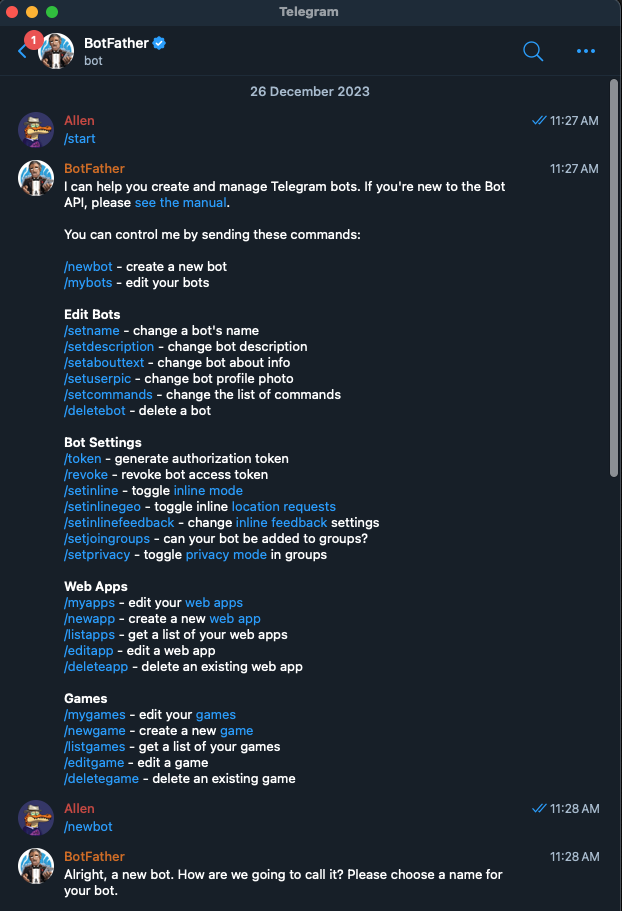 Telegram
1
BotFather
bot
26 December 2023
Allen
11:27 AM
/start
BotFather
11:27 AM
I can help you create and manage Telegram bots. If you're new to the Bot
API, please see the manual.
You can control me by sending these commands:
/newbot - create a new bot
/mybots - edit your bots
Edit Bots
/setname - change a bot's name
/setdescription - change bot description
/setabouttext - change bot about info
/setuserpic - change bot profile photo
/setcommands - change the list of commands
/deletebot - delete a bot
Bot Settings
/token - generate authorization token
/revoke - revoke bot access token
/setinline - toggle inline mode
/setinlinegeo - toggle inline location requests
/setinlinefeedback - change inline feedback settings
/setjoingroups - can your bot be added to groups?
/setprivacy - toggle privacy mode in groups
Web Apps
/myapps - edit your web apps
/newapp - create a new web app
/listapps - get a list of your web apps
/editapp - edit a web app
/deleteapp - delete an existing web app
Games
/mygames - edit your games
/newgame - create a new game
/listgames - get a list of your games
/editgame - edit a game
/deletegame - delete an existing game
Allen
11:28 AM
/newbot
BotFather
11:28 AM
Alright, a new bot. How are we going to call it? Please choose a name for
your bot.